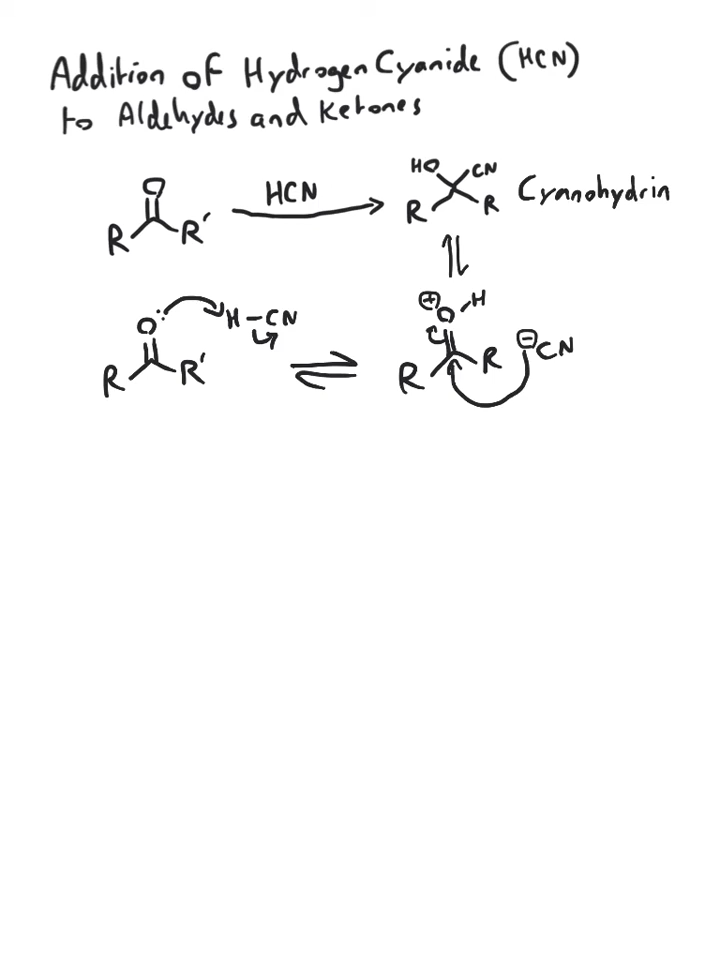 Addition of Hydrogen Cyanide (HCN)
to Aldehydes and Ketones
O
R R'
HCN
HO CN
R R
Cyanohydrin
O
R R'
H-CN
⊕
O H
R R
⊖
CN